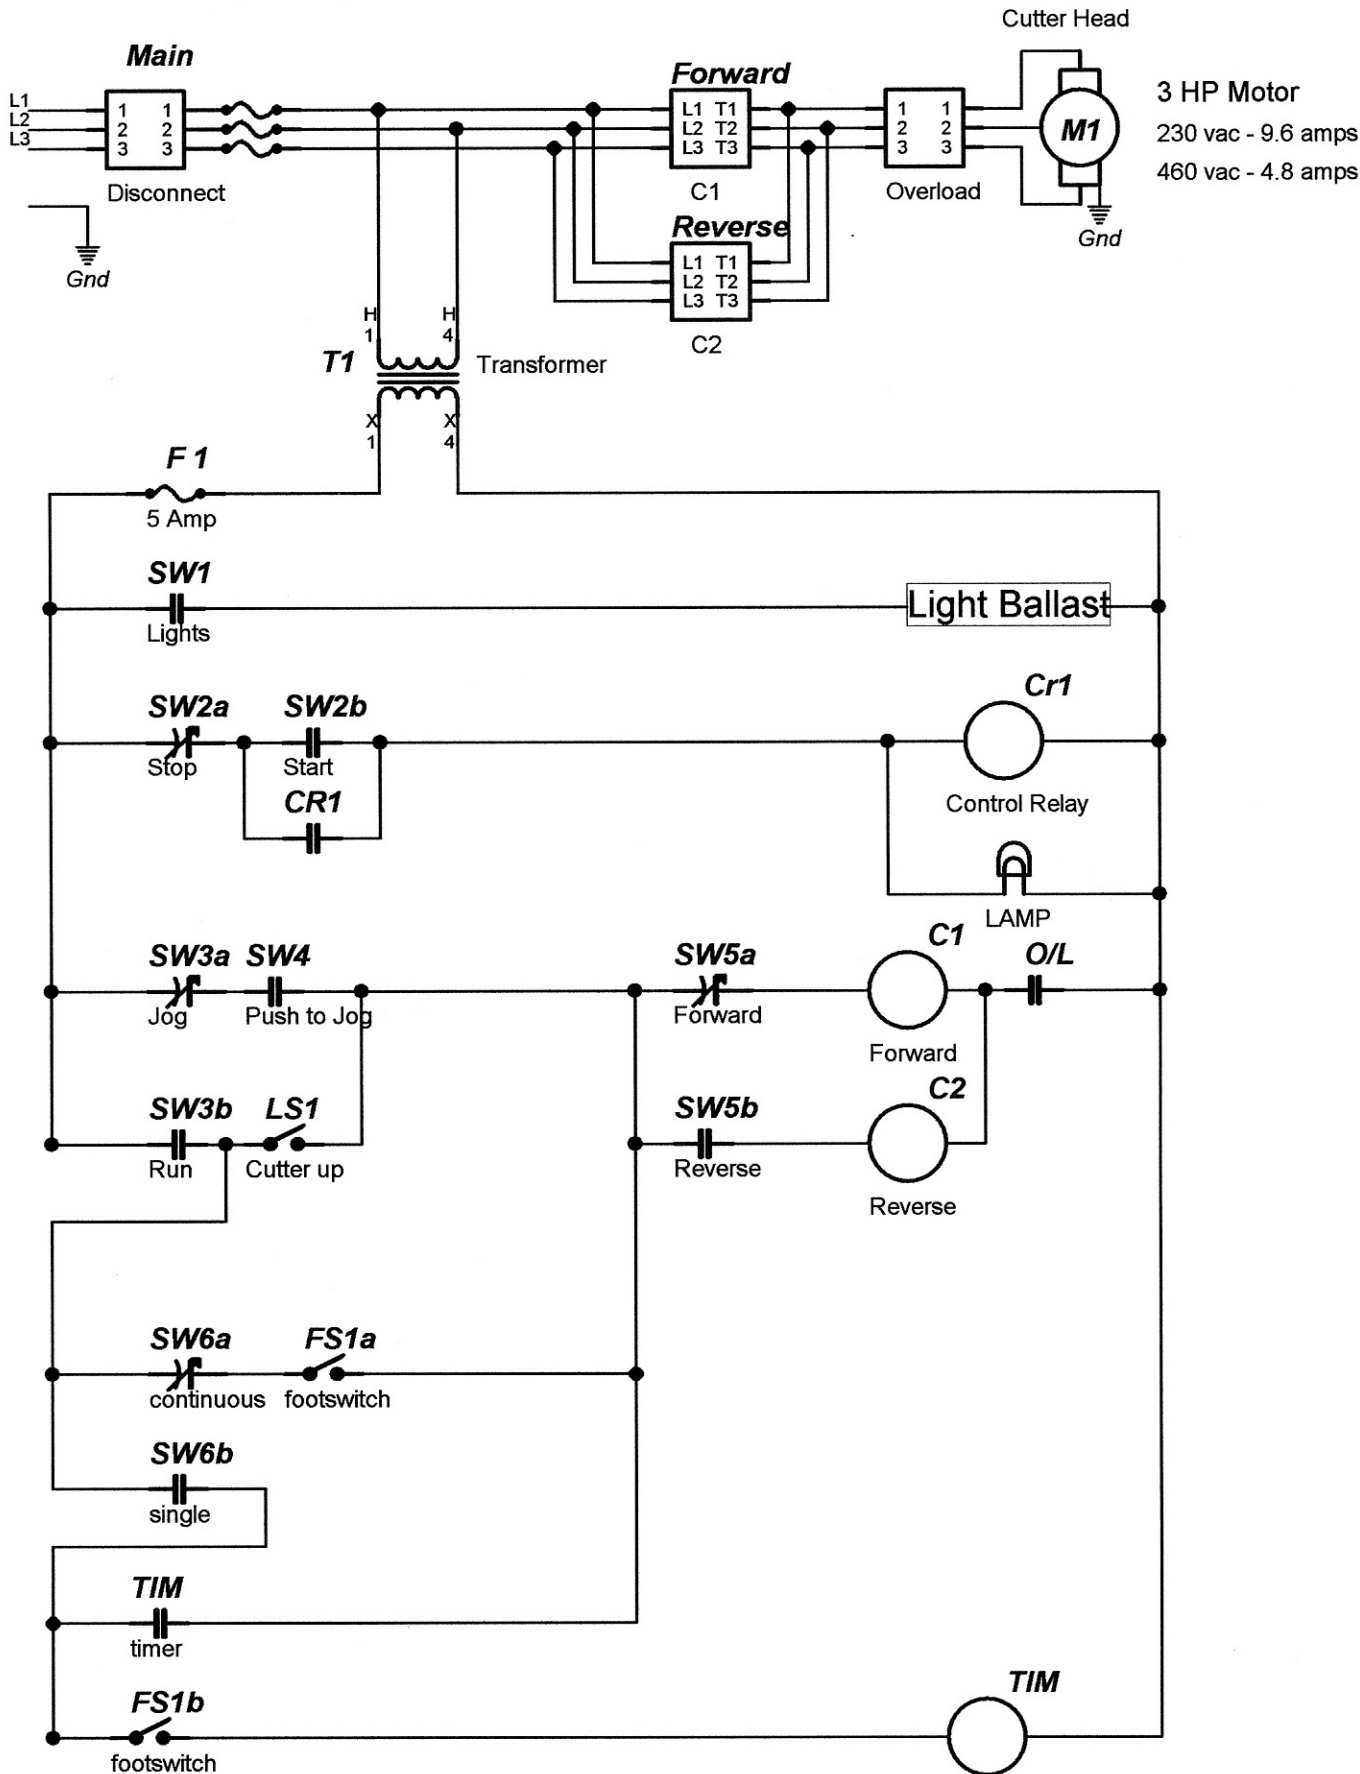 Cutter Head
Main
Forward
3 HP Motor
230 vac - 9.6 amps
460 vac - 4.8 amps
L1
L2
L3
1 1
2 2
3 3
L1 T1
L2 T2
L3 T3
1 1
2 2
3 3
M1
Disconnect
C1
Overload
Reverse
Gnd
Gnd
L1 T1
L2 T2
L3 T3
C2
H
1
H
4
T1
Transformer
X
1
X
4
F 1
5 Amp
SW1
Lights
Light Ballast
SW2a
SW2b
Cr1
Stop
Start
CR1
Control Relay
LAMP
SW3a
SW4
SW5a
C1
O/L
Jog
Push to Jog
Forward
Forward
SW3b
LS1
SW5b
C2
Run
Cutter up
Reverse
Reverse
SW6a
FS1a
continuous
footswitch
SW6b
single
TIM
timer
TIM
FS1b
footswitch